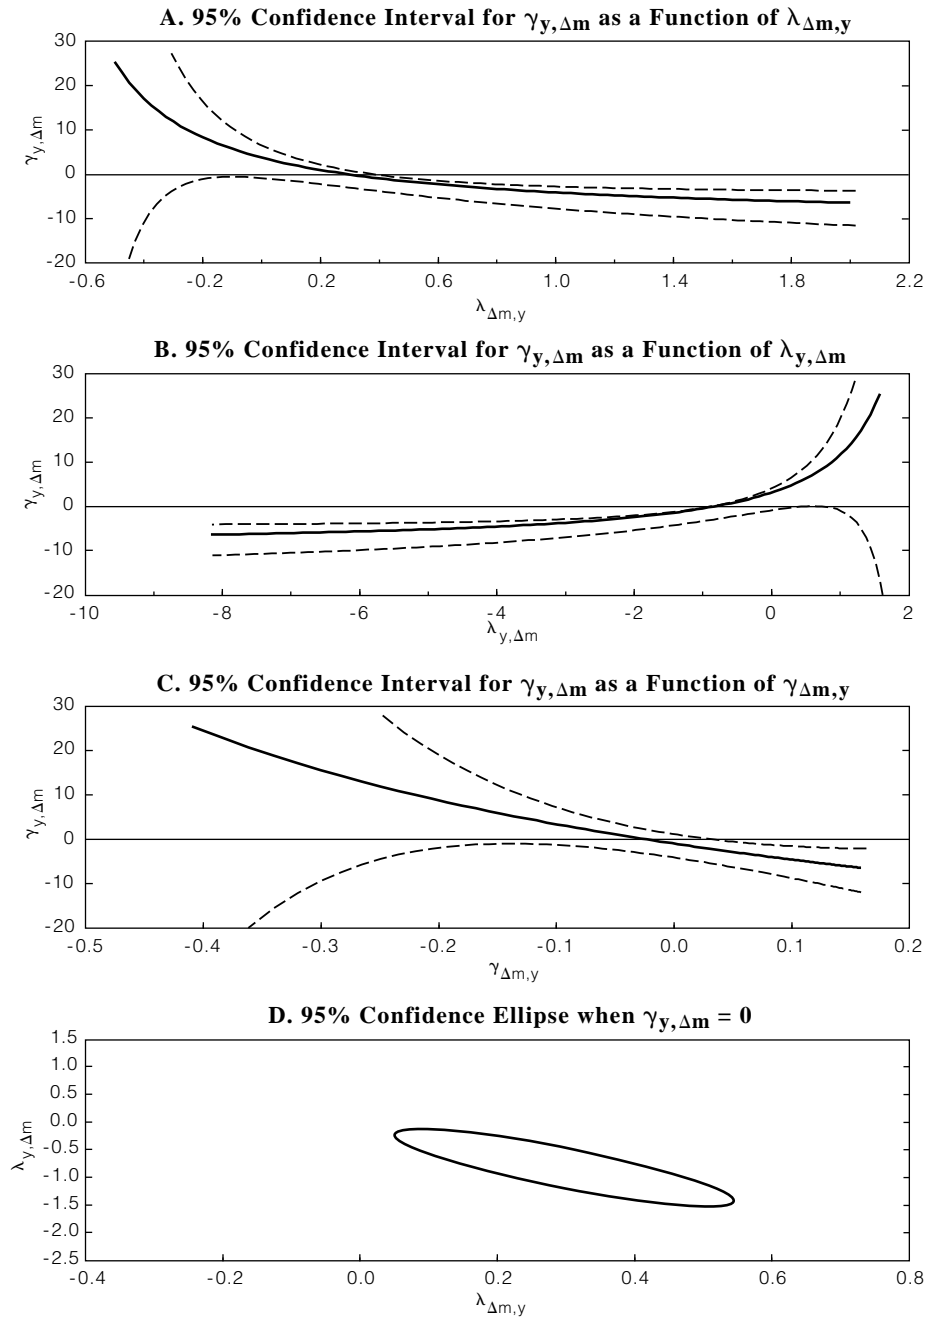 A. 95% Confidence Interval for γy,Δm as a Function of λΔm,y
30
20
10
0
-10
-20
γy,Δm
-0.6 -0.2 0.2 0.6 1.0 1.4 1.8 2.2
λΔm,y
B. 95% Confidence Interval for γy,Δm as a Function of λy,Δm
30
20
10
0
-10
-20
γy,Δm
-10 -8 -6 -4 -2 0 2
λy,Δm
C. 95% Confidence Interval for γy,Δm as a Function of γΔm,y
30
20
10
0
-10
-20
γy,Δm
-0.5 -0.4 -0.3 -0.2 -0.1 0.0 0.1 0.2
γΔm,y
D. 95% Confidence Ellipse when γy,Δm = 0
1.5
1.0
0.5
0.0
-0.5
-1.0
-1.5
-2.0
-2.5
λy,Δm
-0.4 -0.2 0.0 0.2 0.4 0.6 0.8
λΔm,y